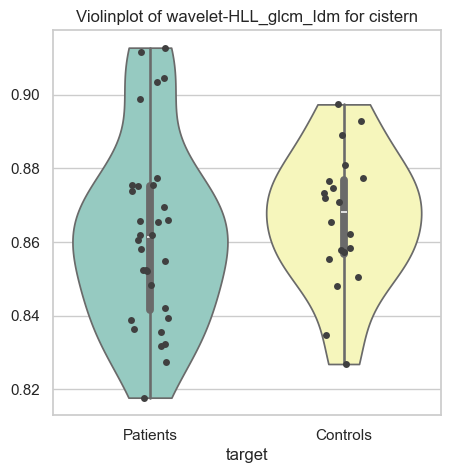 Violinplot of wavelet-HLL_glcm_Idm for cistern
0.90
0.88
0.86
0.84
0.82
Patients Controls
target